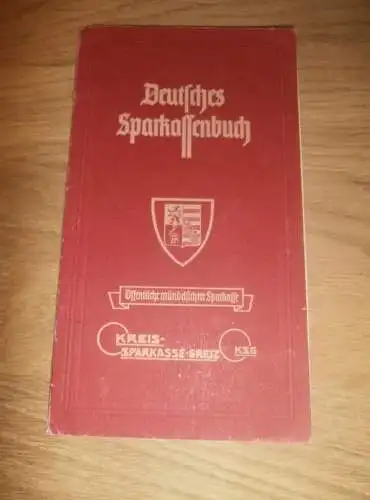 Deutsches
Sparkassenbuch
Öffentliche mündelsichere Sparkasse
KREIS-
SPARKASSE-GREIZ KSG